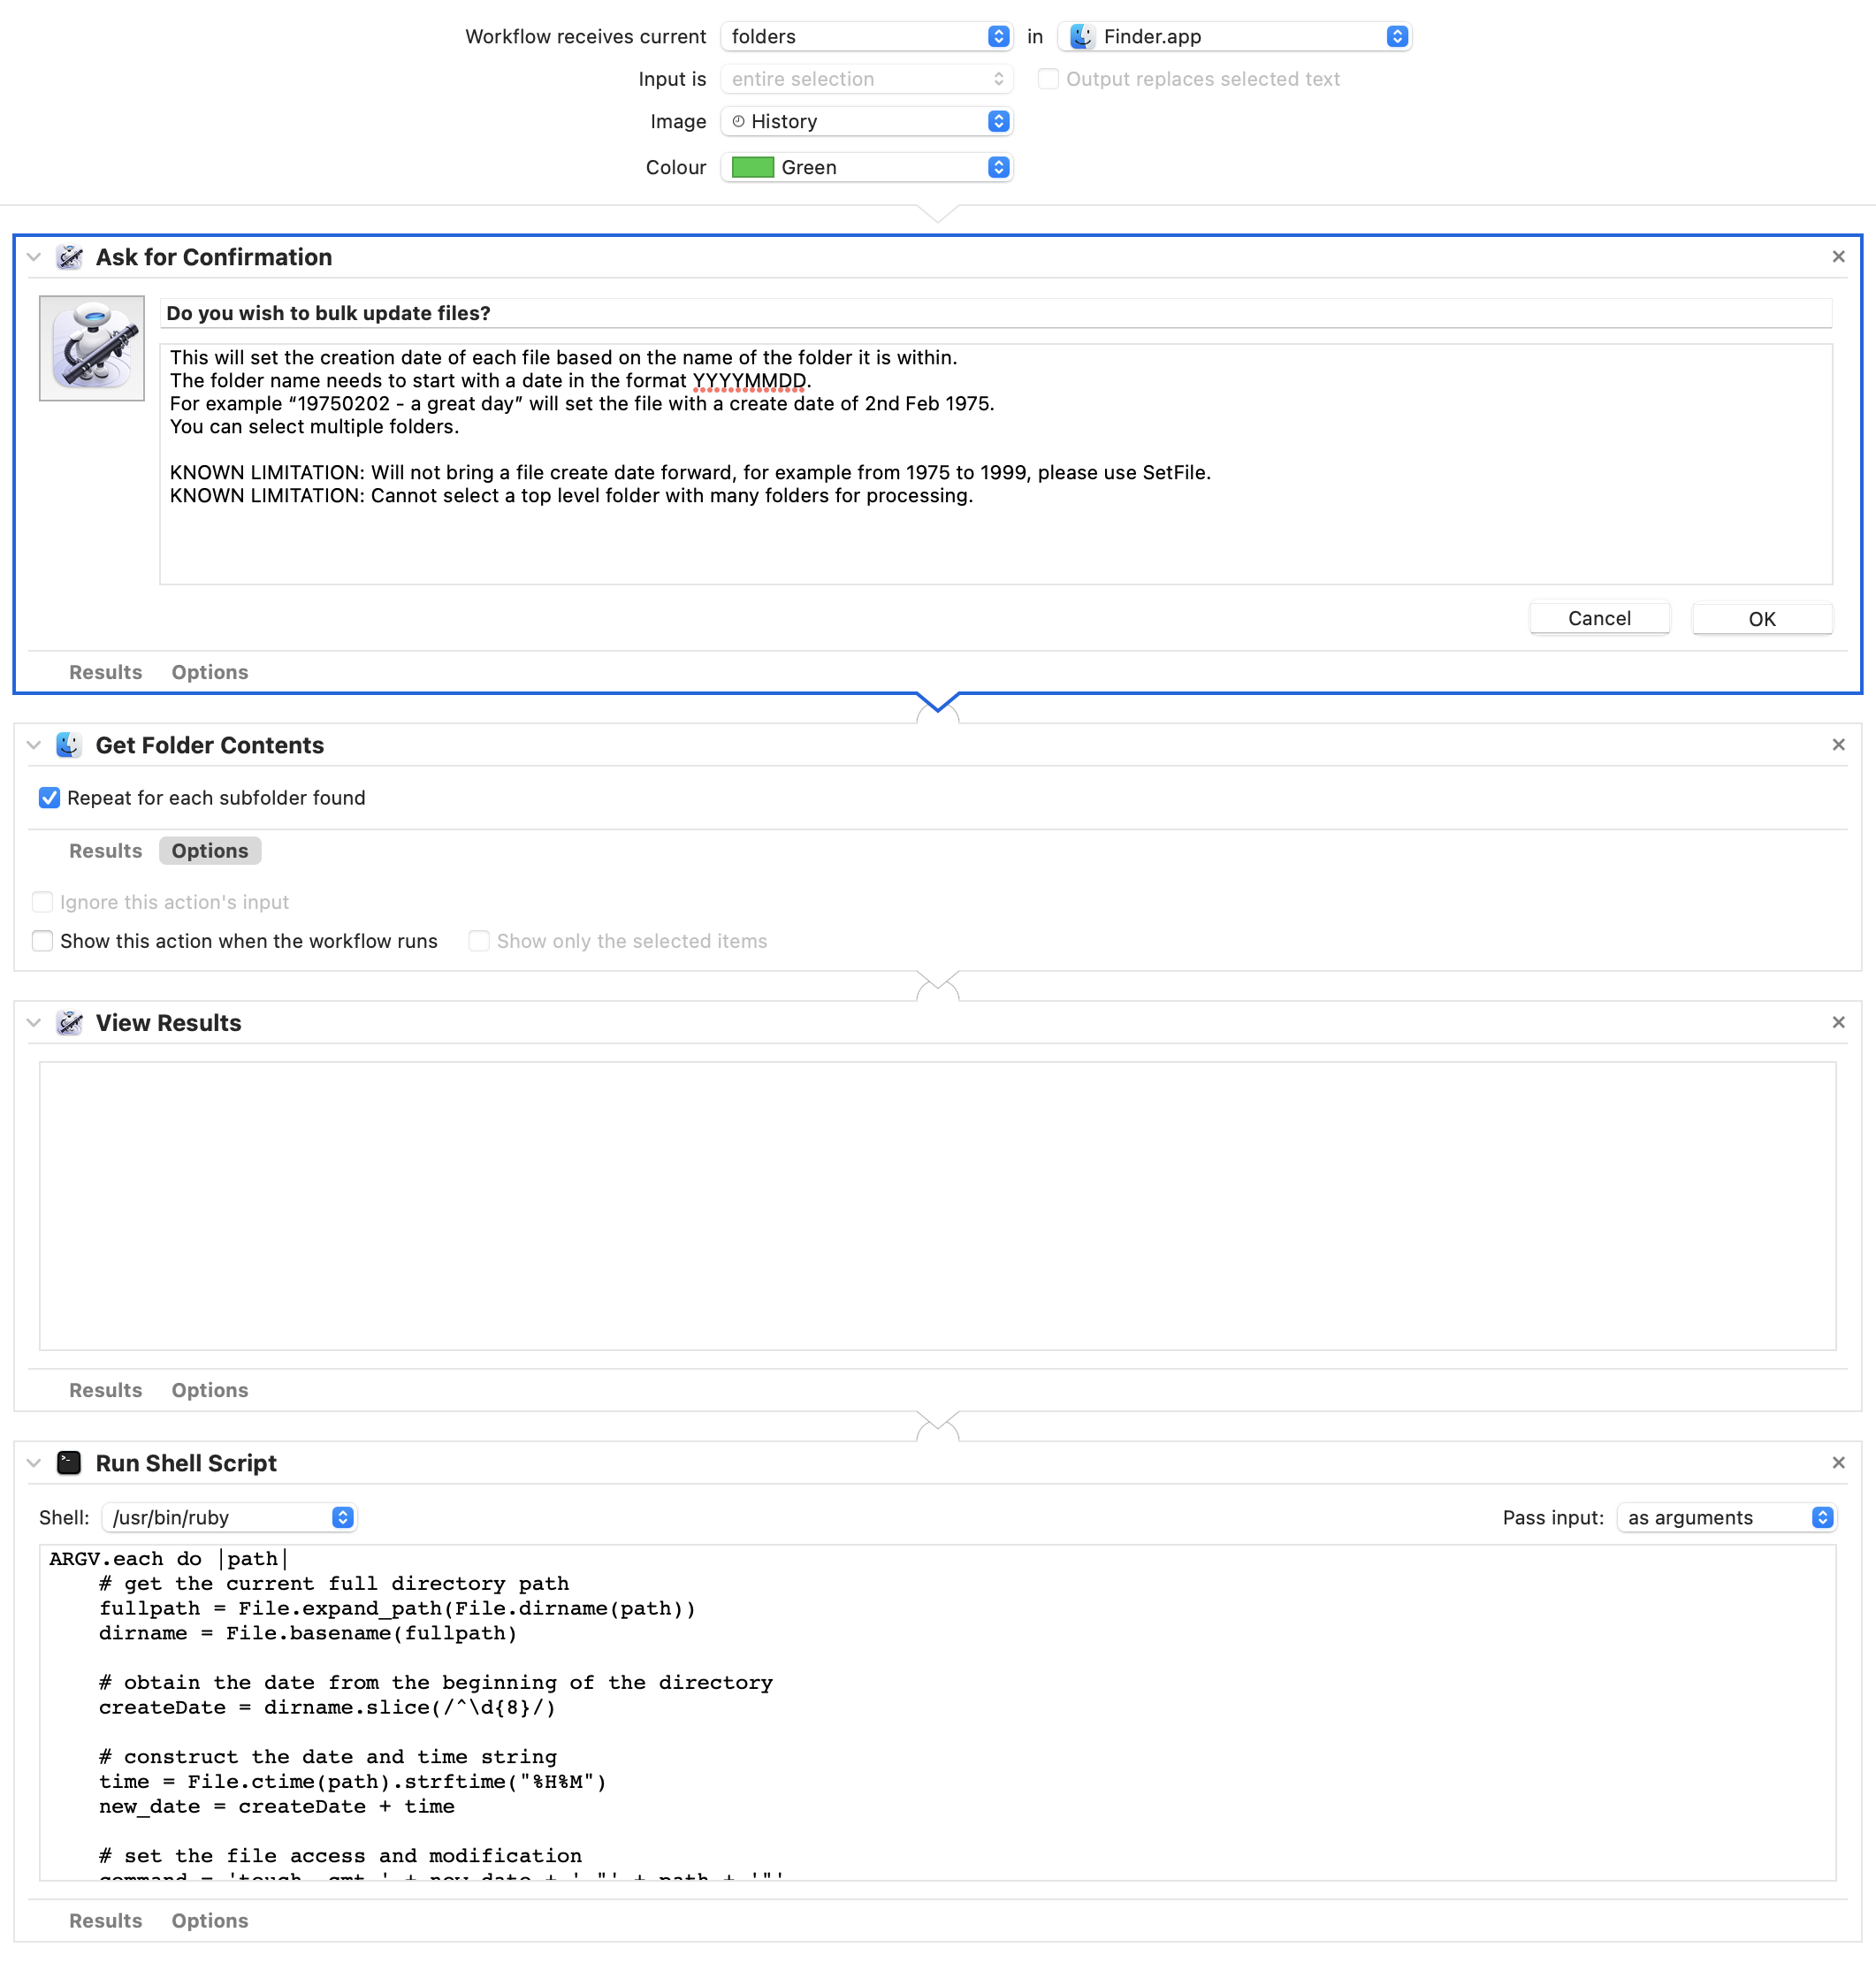 Workflow receives current folders in Finder.app
Input is entire selection Output replaces selected text
Image History
Colour Green
Ask for Confirmation
Do you wish to bulk update files?
This will set the creation date of each file based on the name of the folder it is within.
The folder name needs to start with a date in the format YYYYMMDD.
For example “19750202 - a great day” will set the file with a create date of 2nd Feb 1975.
You can select multiple folders.
KNOWN LIMITATION: Will not bring a file create date forward, for example from 1975 to 1999, please use SetFile.
KNOWN LIMITATION: Cannot select a top level folder with many folders for processing.
Cancel OK
Results Options
Get Folder Contents
Repeat for each subfolder found
Results Options
Ignore this action's input
Show this action when the workflow runs Show only the selected items
View Results
Results Options
Run Shell Script
Shell: /usr/bin/ruby Pass input: as arguments
ARGV.each do |path|
# get the current full directory path
fullpath = File.expand_path(File.dirname(path))
dirname = File.basename(fullpath)
# obtain the date from the beginning of the directory
createDate = dirname.slice(/^\d{8}/)
# construct the date and time string
time = File.ctime(path).strftime("%H%M")
new_date = createDate + time
# set the file access and modification
command = 'touch -amt ' + new_date + ' "' + path + '"'
Results Options